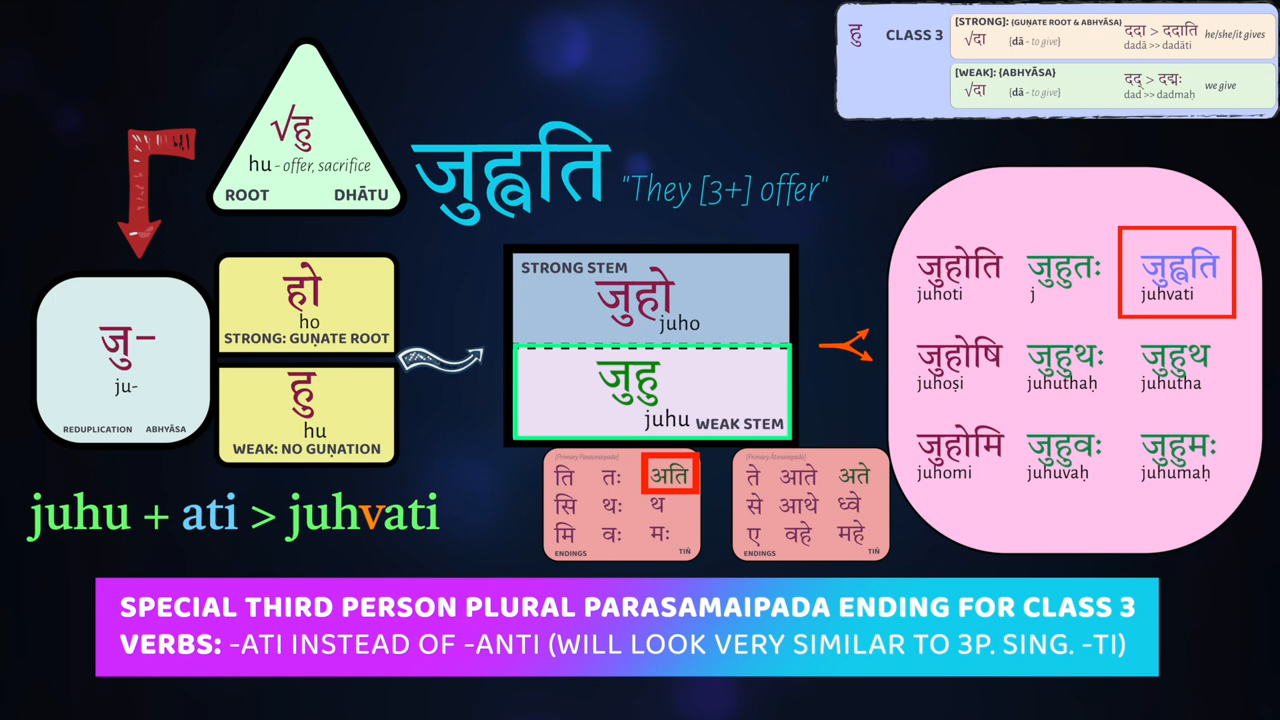 हु CLASS 3
[STRONG]: {GUṆATE ROOT & ABHYĀSA}
√दा {dā - to give} ददा > ददाति he/she/it gives
dadā >> dadāti
[WEAK]: {ABHYĀSA}
√दा {dā - to give} दद् > दद्मः we give
dad >> dadmaḥ
√हु
hu - offer, sacrifice
ROOT DHĀTU
जुह्वति "They [3+] offer"
जु–
ju-
REDUPLICATION ABHYĀSA
हो
ho
STRONG: GUṆATE ROOT
हु
hu
WEAK: NO GUṆATION
STRONG STEM
जुहो
juho
जुहु
juhu WEAK STEM
जुहोति जुहुतः जुह्वति
juhoti j juhvati
जुहोषि जुहुथः जुहुथ
juhoṣi juhuthaḥ juhutha
जुहोमि जुहुवः जुहुमः
juhomi juhuvaḥ juhumaḥ
[Primary Parasmaipada]
ति तः अति
सि थः थ
मि वः मः
ENDINGS TIṄ
[Primary Ātmanepada]
ते आते अते
से आथे ध्वे
ए वहे महे
ENDINGS TIṄ
juhu + ati > juhvati
SPECIAL THIRD PERSON PLURAL PARASAMAIPADA ENDING FOR CLASS 3
VERBS: -ATI INSTEAD OF -ANTI (WILL LOOK VERY SIMILAR TO 3P. SING. -TI)